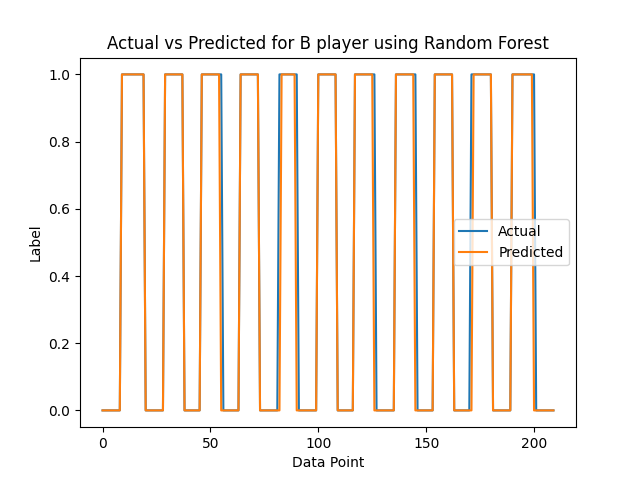 Actual vs Predicted for B player using Random Forest
1.0
0.8
0.6
0.4
0.2
0.0
Label
Actual
Predicted
0
50
100
150
200
Data Point